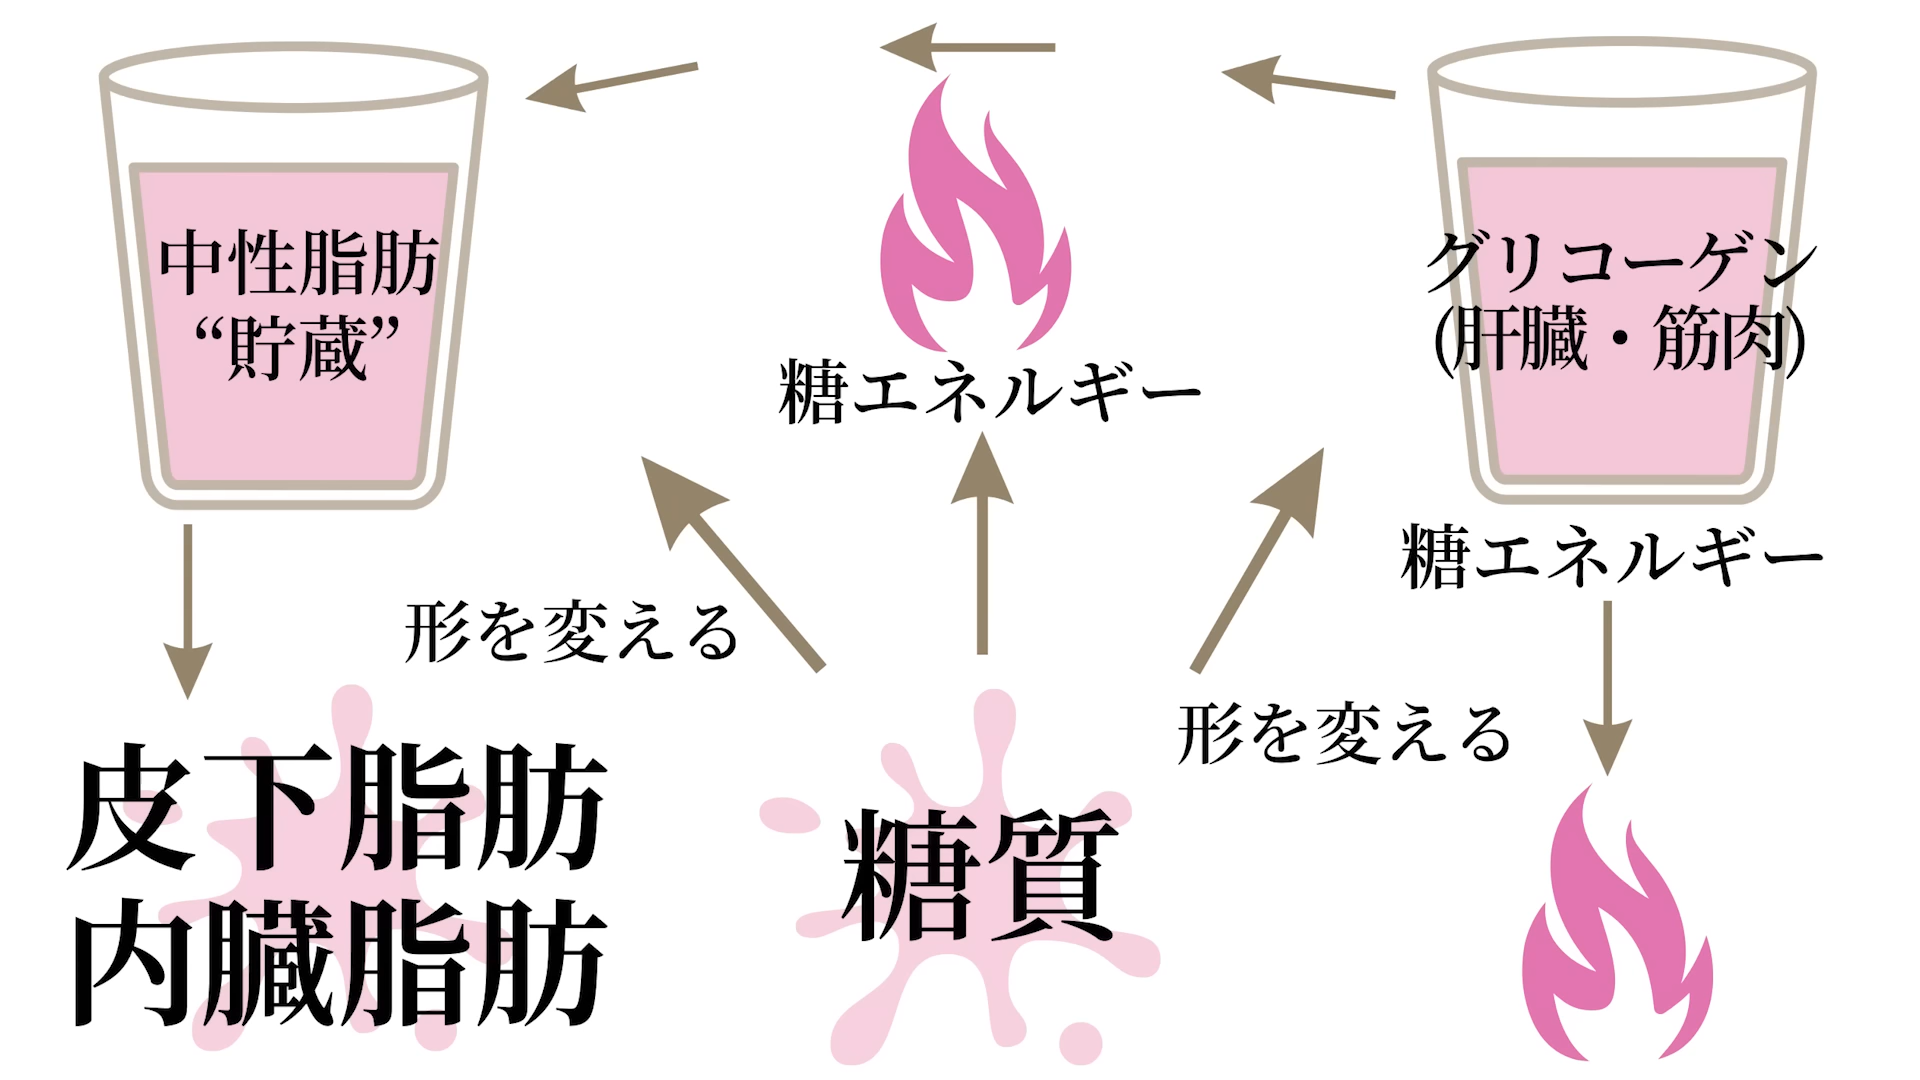 中性脂肪
“貯蔵”
糖エネルギー
グリコーゲン
(肝臓・筋肉)
糖エネルギー
形を変える
形を変える
皮下脂肪
内臓脂肪
糖質